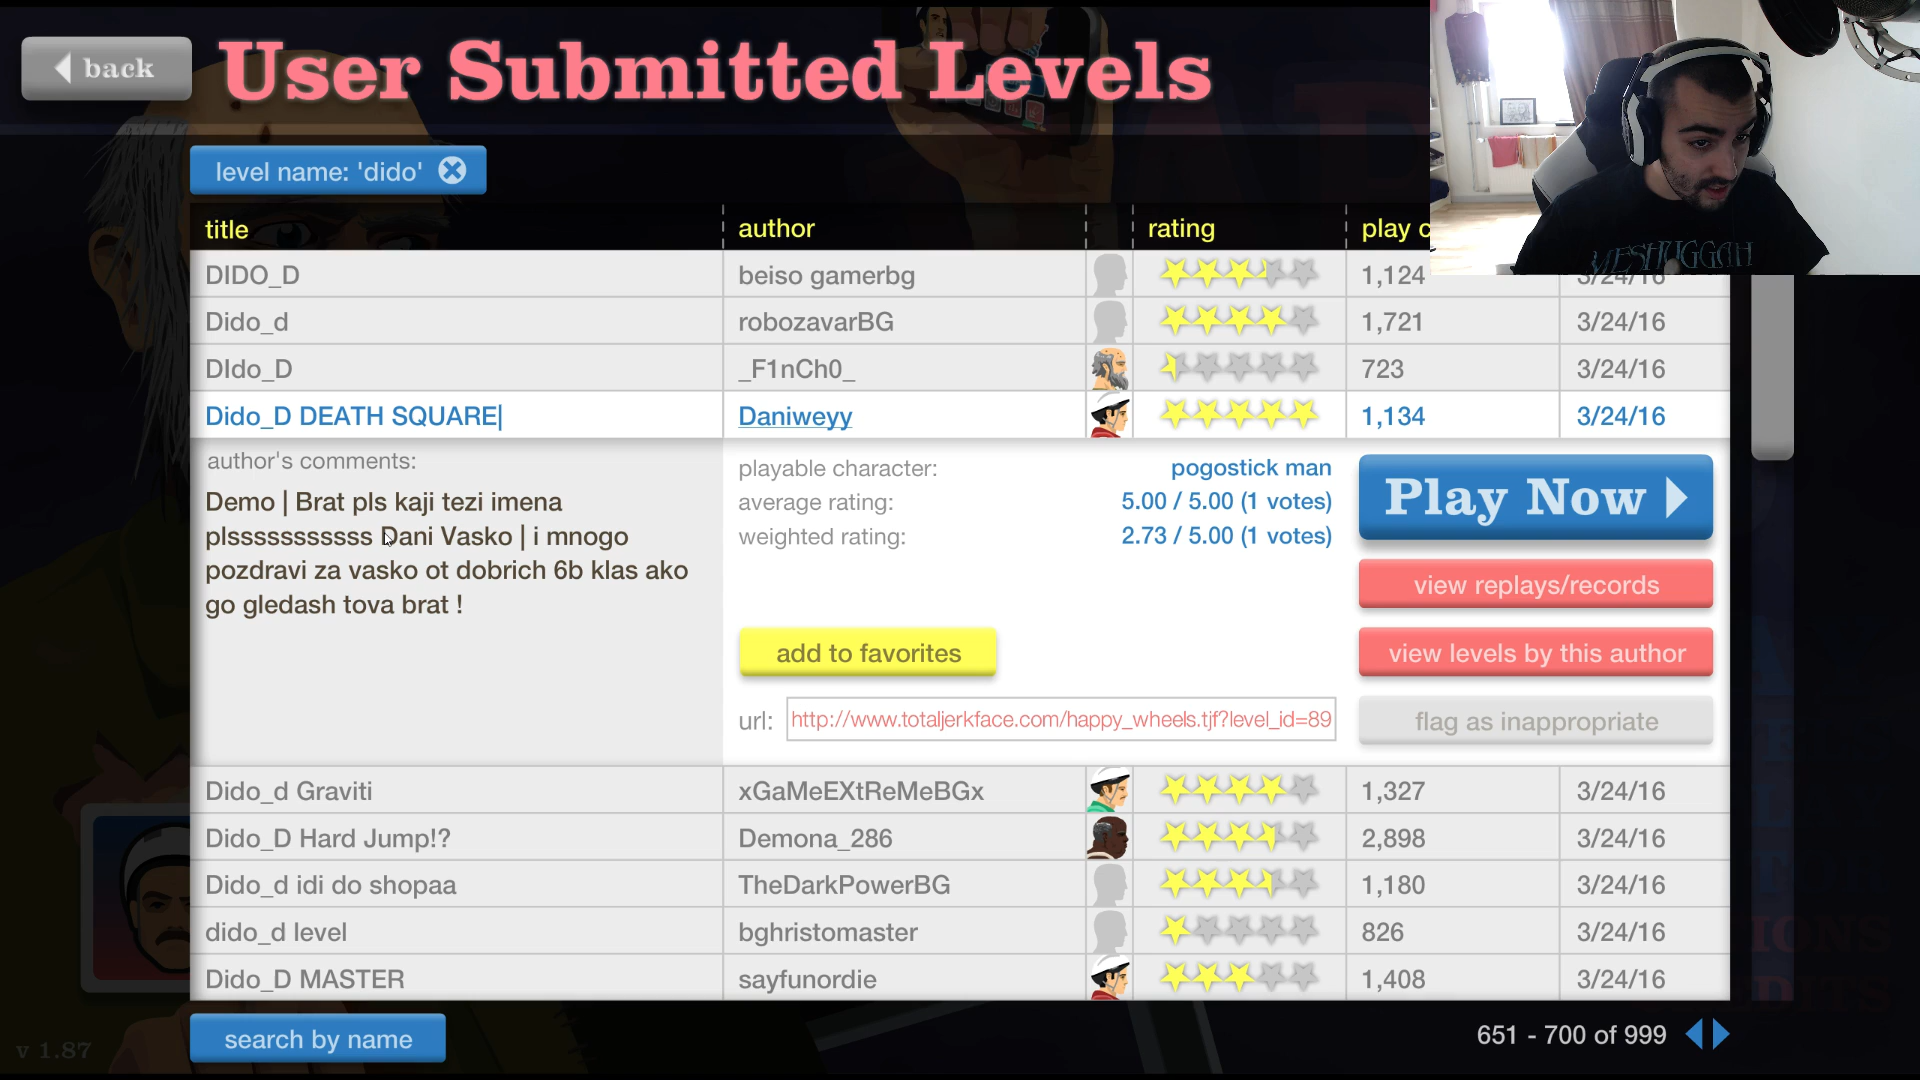 back
User Submitted Levels
level name: 'dido'
title author rating play c
DIDO_D beiso gamerbg 1,124 3/24/16
Dido_d robozavarBG 1,721 3/24/16
DIdo_D _F1nCh0_ 723 3/24/16
Dido_D DEATH SQUARE| Daniweyy 1,134 3/24/16
author's comments:
Demo | Brat pls kaji tezi imena
plsssssssssss Dani Vasko | i mnogo
pozdravi za vasko ot dobrich 6b klas ako
go gledash tova brat !
playable character: pogostick man
average rating: 5.00 / 5.00 (1 votes)
weighted rating: 2.73 / 5.00 (1 votes)
add to favorites
url: http://www.totaljerkface.com/happy_wheels.tjf?level_id=89
Play Now
view replays/records
view levels by this author
flag as inappropriate
Dido_d Graviti xGaMeEXtReMeBGx 1,327 3/24/16
Dido_D Hard Jump!? Demona_286 2,898 3/24/16
Dido_d idi do shopaa TheDarkPowerBG 1,180 3/24/16
dido_d level bghristomaster 826 3/24/16
Dido_D MASTER sayfunordie 1,408 3/24/16
v 1.87
search by name
651 - 700 of 999
MESHUGGAH